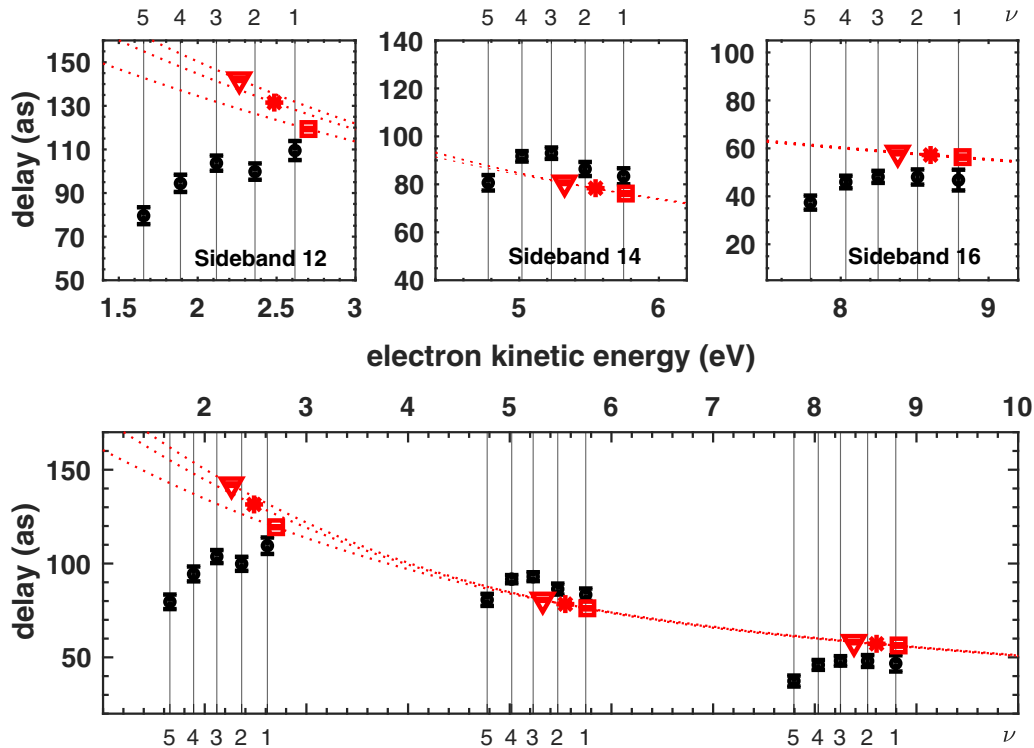 5 4 3 2 1 5 4 3 2 1 5 4 3 2 1 ν
150 130 110 90 70 50
delay (as)
Sideband 12
1.5 2 2.5 3
140 120 100 80 60 40
Sideband 14
5 6
100 80 60 40 20
Sideband 16
8 9
electron kinetic energy (eV)
2 3 4 5 6 7 8 9 10
150
100
50
delay (as)
5 4 3 2 1 5 4 3 2 1 5 4 3 2 1 ν